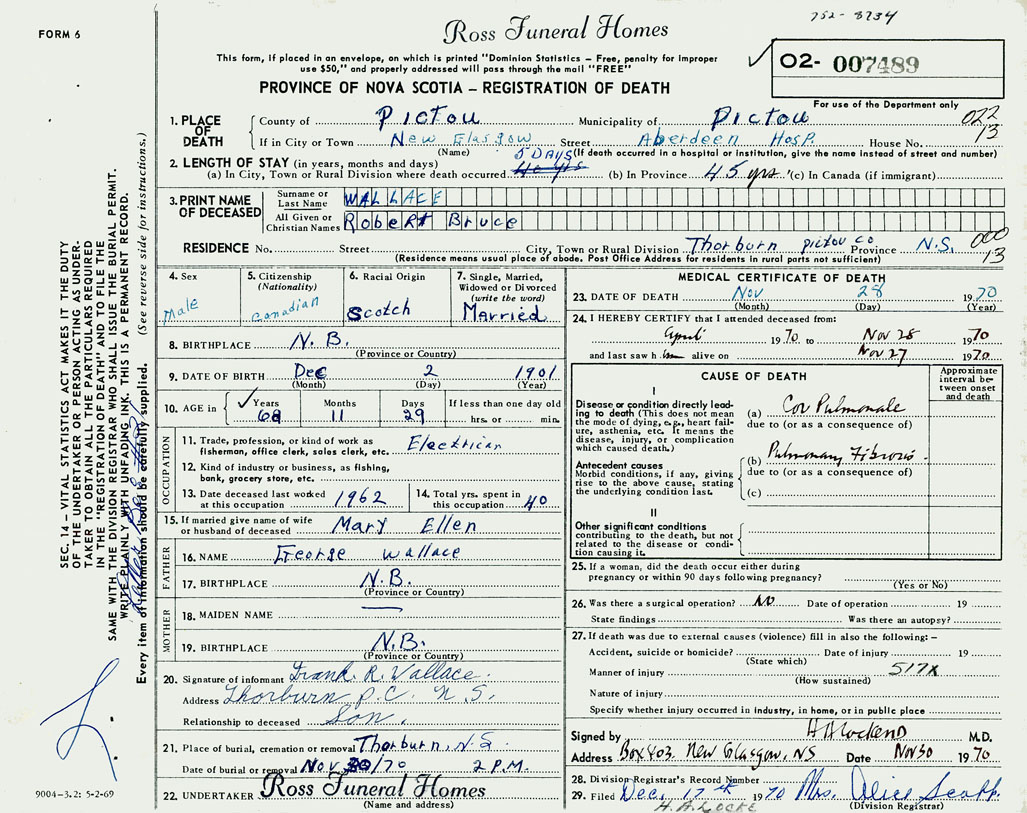 FORM 6
Ross Funeral Homes
752-8734
This form, if placed in an envelope, on which is printed "Dominion Statistics – Free, penalty for improper
use $50," and properly addressed will pass through the mail "FREE"
02- 007489
PROVINCE OF NOVA SCOTIA – REGISTRATION OF DEATH
For use of the Department only
022
13
1. PLACE OF DEATH
County of Pictou Municipality of Pictou
If in City or Town New Glasgow Street Aberdeen Hosp. House No.
(Name) (If death occurred in a hospital or institution, give the name instead of street and number)
2. LENGTH OF STAY (in years, months and days)
5 DAYS
(a) In City, Town or Rural Division where death occurred (b) In Province 45 yrs. (c) In Canada (if immigrant)
3. PRINT NAME OF DECEASED
Surname or Last Name WALLACE
All Given or Christian Names Robert Bruce
RESIDENCE No. Street City, Town or Rural Division Thorburn pictou co Province N.S.
000
13
(Residence means usual place of abode. Post Office Address for residents in rural parts not sufficient)
4. Sex
male
5. Citizenship
(Nationality)
Canadian
6. Racial Origin
Scotch
7. Single, Married,
Widowed or Divorced
(write the word)
Married
8. BIRTHPLACE N.B.
(Province or Country)
9. DATE OF BIRTH Dec 2 1901
(Month) (Day) (Year)
10. AGE in Years 68 Months 11 Days 29 If less than one day old
hrs. or min.
OCCUPATION
11. Trade, profession, or kind of work as
fisherman, office clerk, sales clerk, etc. Electrician
12. Kind of industry or business, as fishing,
bank, grocery store, etc.
13. Date deceased last worked
at this occupation 1962
14. Total yrs. spent in
this occupation 40
15. If married give name of wife
or husband of deceased Mary Ellen
FATHER
16. NAME George Wallace
17. BIRTHPLACE N.B.
(Province or Country)
MOTHER
18. MAIDEN NAME —
19. BIRTHPLACE N.B.
(Province or Country)
20. Signature of informant Frank R. Wallace.
Address Thorburn P.C. N.S.
Relationship to deceased Son.
21. Place of burial, cremation or removal Thorburn, N.S.
Date of burial or removal Nov 30/70 2 P.M.
22. UNDERTAKER Ross Funeral Homes
(Name and address)
MEDICAL CERTIFICATE OF DEATH
23. DATE OF DEATH Nov 28 1970
(Month) (Day) (Year)
24. I HEREBY CERTIFY that I attended deceased from:
April 1970 to Nov 28 1970
and last saw him alive on Nov 27 1970
CAUSE OF DEATH
Approximate
interval be-
tween onset
and death
I
Disease or condition directly lead-
ing to death (This does not mean
the mode of dying, e.g., heart fail-
ure, asthenia, etc. It means the
disease, injury, or complication
which caused death.)
(a) Cor Pulmonale
due to (or as a consequence of)
Antecedent causes
Morbid conditions, if any, giving
rise to the above cause, stating
the underlying condition last.
(b) Pulmonary Fibrosis
due to (or as a consequence of)
(c)
II
Other significant conditions
contributing to the death, but not
related to the disease or condi-
tion causing it.
25. If a woman, did the death occur either during
pregnancy or within 90 days following pregnancy?
(Yes or No)
26. Was there a surgical operation? No Date of operation 19
State findings Was there an autopsy?
27. If death was due to external causes (violence) fill in also the following: –
Accident, suicide or homicide? Date of injury 19
(State which)
Manner of injury 517X
(How sustained)
Nature of injury
Specify whether injury occurred in industry, in home, or in public place
Signed by M.D.
Address Box 403 New Glasgow, NS Date Nov 30 1970
28. Division Registrar's Record Number
29. Filed Dec. 17th 1970 Mrs. Alice Scott.
H.A. LOCKE (Division Registrar)
SEC. 14 – VITAL STATISTICS ACT MAKES IT THE DUTY
OF THE UNDERTAKER OR PERSON ACTING AS UNDER-
TAKER TO OBTAIN ALL THE PARTICULARS REQUIRED
IN THE "REGISTRATION OF DEATH" AND TO FILE THE
SAME WITH THE DIVISION REGISTRAR WHO SHALL ISSUE THE BURIAL PERMIT.
WRITE PLAINLY WITH UNFADING INK. THIS IS A PERMANENT RECORD.
Every item of information should be carefully supplied. (See reverse side for instructions.)
9004-3.2: 5-2-69